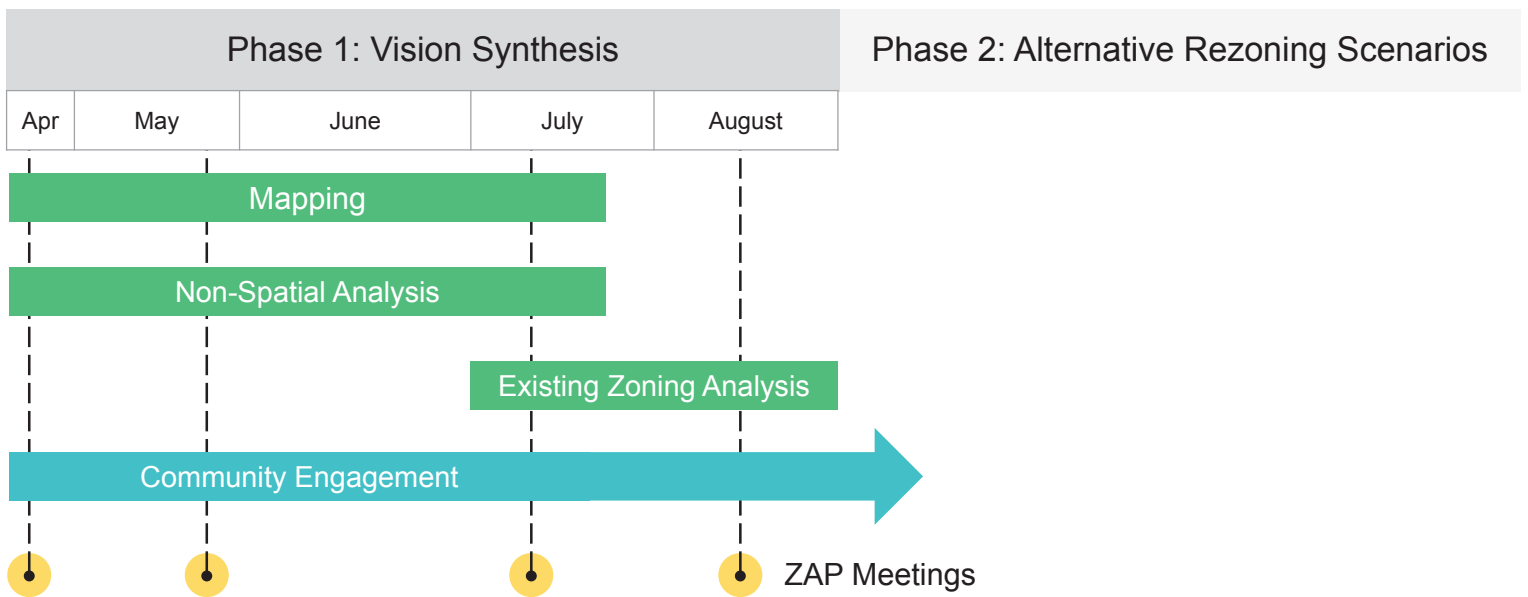 Phase 1: Vision Synthesis
Phase 2: Alternative Rezoning Scenarios
Apr
May
June
July
August
Mapping
Non-Spatial Analysis
Existing Zoning Analysis
Community Engagement
ZAP Meetings